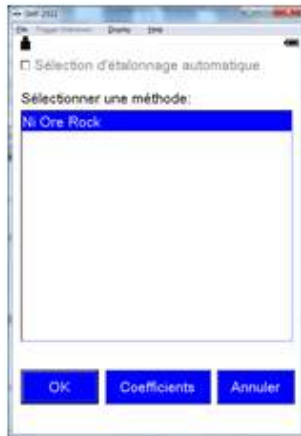 Sélection d'étalonnage automatique
Sélectionner une méthode:
Ni Ore Rock
OK Coefficients Annuler